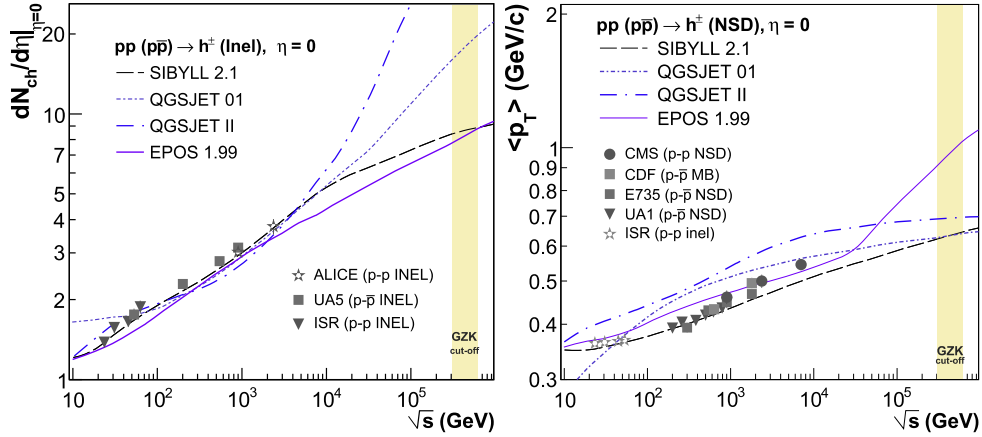 dN_ch/dη|η=0
pp (pp̅) → h± (Inel), η = 0
SIBYLL 2.1
QGSJET 01
QGSJET II
EPOS 1.99
ALICE (p-p INEL)
UA5 (p-p̅ INEL)
ISR (p-p INEL)
GZK
cut-off
20
10
7
5
4
3
2
1
10
10²
10³
10⁴
10⁵
√s (GeV)
<p_T> (GeV/c)
pp (pp̅) → h± (NSD), η = 0
SIBYLL 2.1
QGSJET 01
QGSJET II
EPOS 1.99
CMS (p-p NSD)
CDF (p-p̅ MB)
E735 (p-p̅ NSD)
UA1 (p-p̅ NSD)
ISR (p-p inel)
GZK
cut-off
2
1
0.9
0.8
0.7
0.6
0.5
0.4
0.3
10
10²
10³
10⁴
10⁵
√s (GeV)